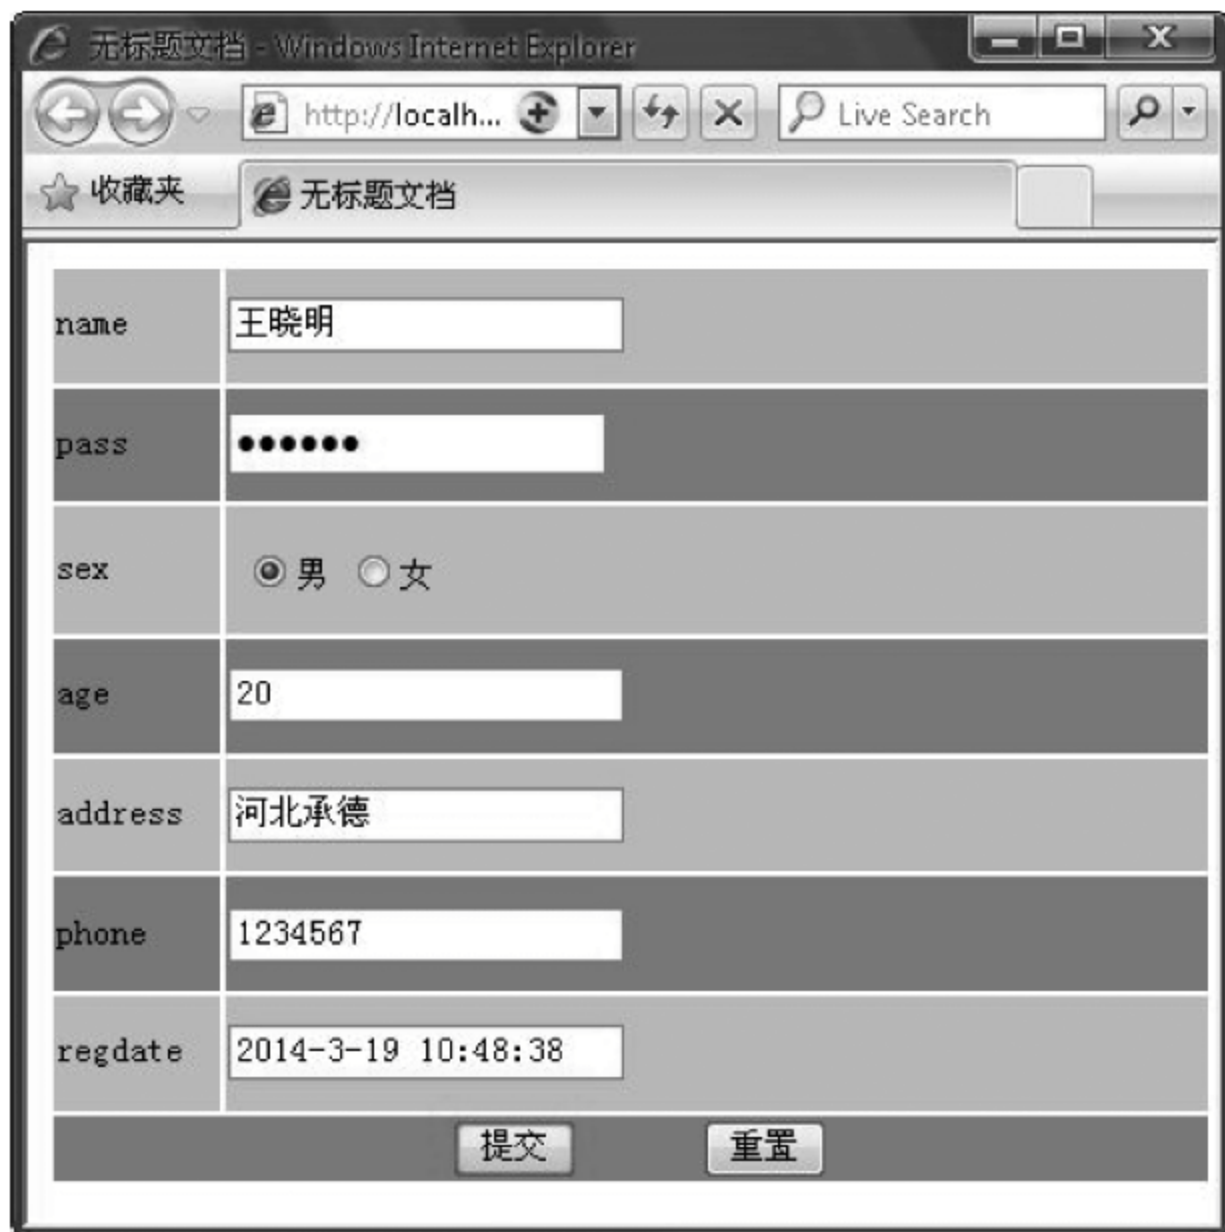 无标题文档 - Windows Internet Explorer
http://localh... Live Search
收藏夹 无标题文档
name 王晓明
pass ●●●●●●
sex 男 女
age 20
address 河北承德
phone 1234567
regdate 2014-3-19 10:48:38
提交 重置